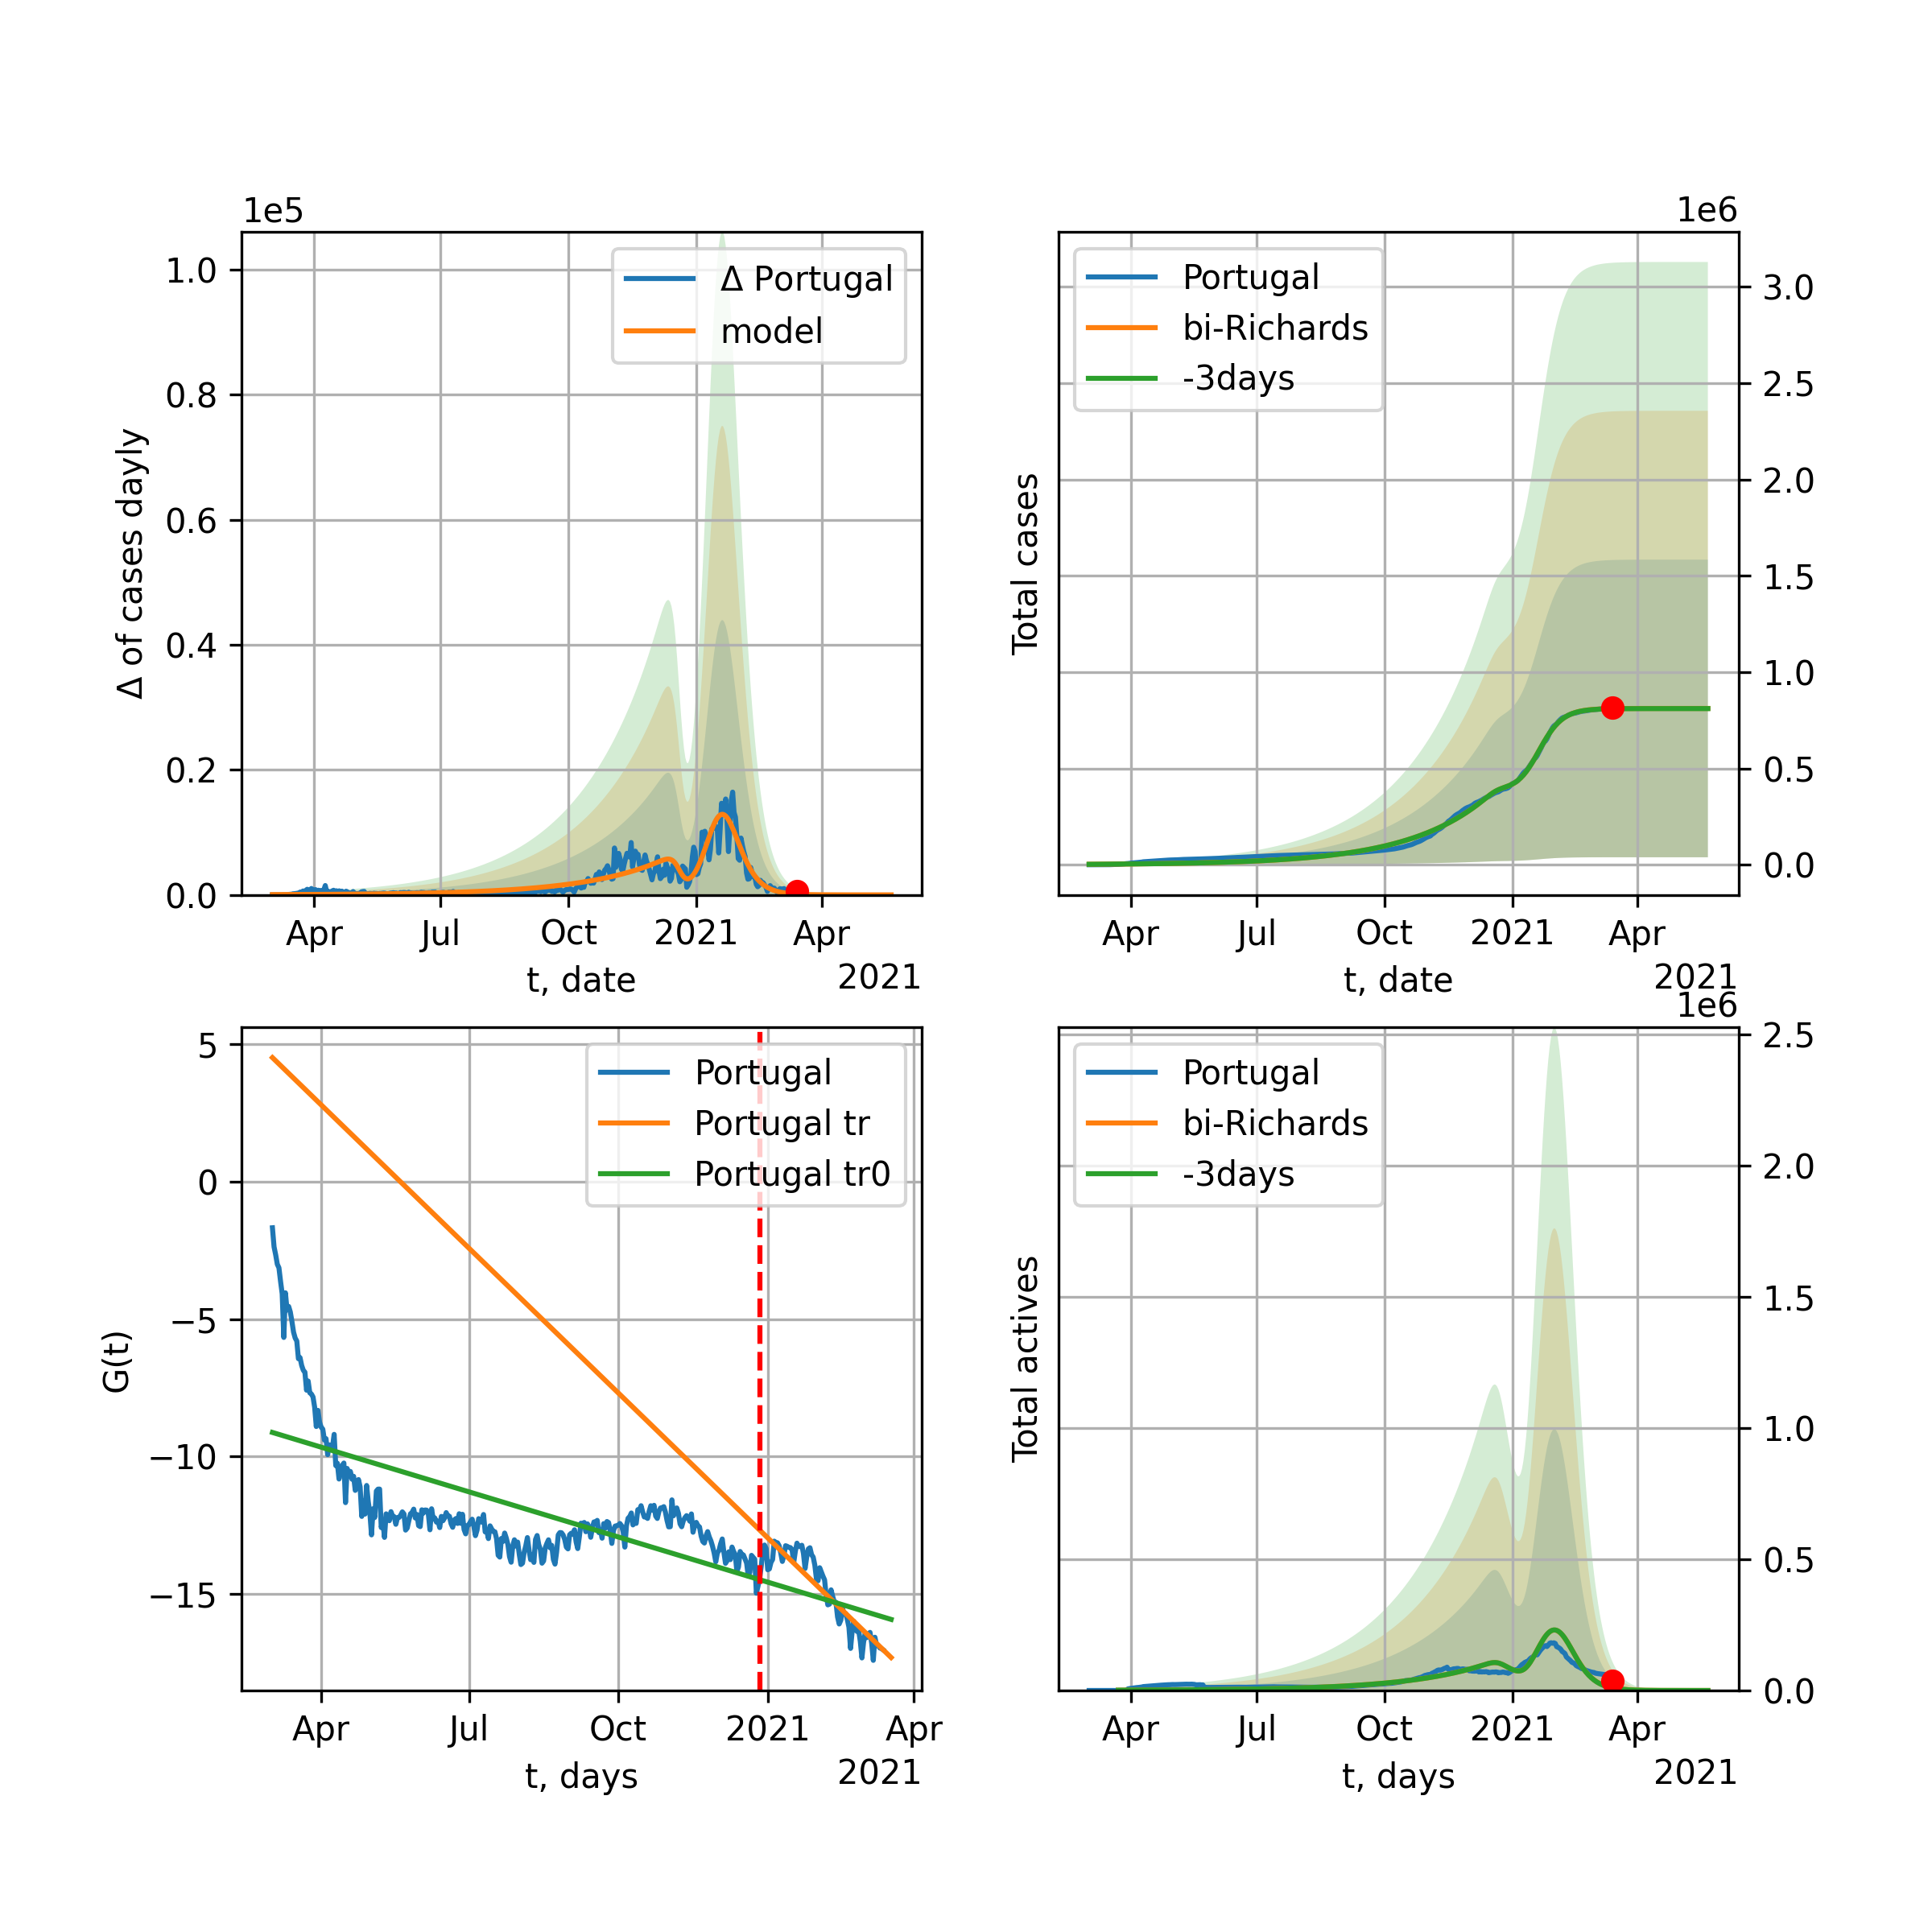 1e5
Δ of cases dayly
1.0
0.8
0.6
0.4
0.2
0.0
Δ Portugal
model
Apr Jul Oct 2021 Apr
t, date
2021
1e6
Total cases
Portugal
bi-Richards
-3days
3.0
2.5
2.0
1.5
1.0
0.5
0.0
Apr Jul Oct 2021 Apr
t, date
2021
G(t)
5
0
−5
−10
−15
Portugal
Portugal tr
Portugal tr0
Apr Jul Oct 2021 Apr
t, days
2021
1e6
Total actives
Portugal
bi-Richards
-3days
2.5
2.0
1.5
1.0
0.5
0.0
Apr Jul Oct 2021 Apr
t, days
2021